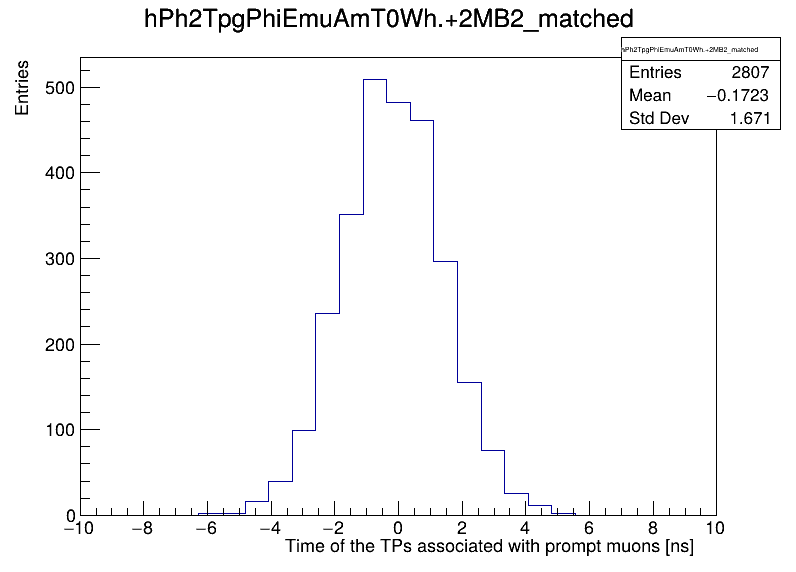 hPh2TpgPhiEmuAmT0Wh.+2MB2_matched
hPh2TpgPhiEmuAmT0Wh.+2MB2_matched
Entries 2807
Mean −0.1723
Std Dev 1.671
Entries
500
400
300
200
100
0
−10 −8 −6 −4 −2 0 2 4 6 8 10
Time of the TPs associated with prompt muons [ns]